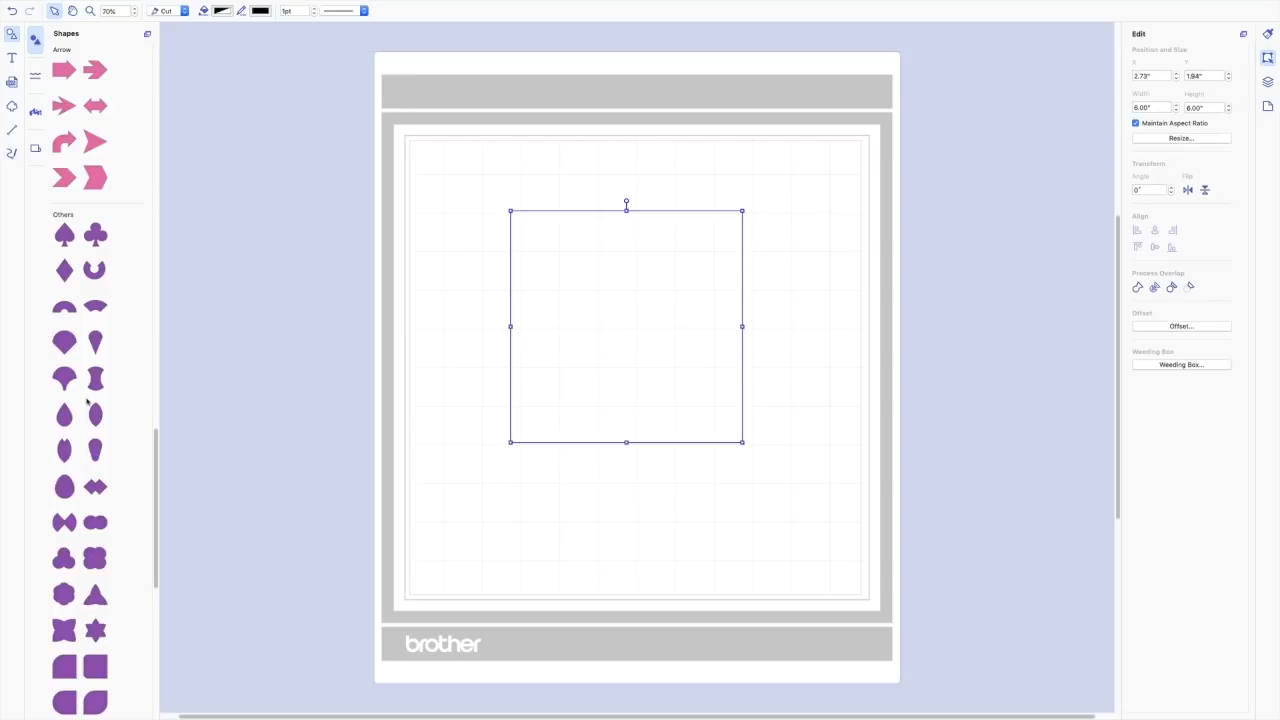 70%
Cut
1pt
Shapes
Arrow
Others
brother
Edit
Position and Size
X
Y
2.73"
1.94"
Width
Height
6.00"
6.00"
Maintain Aspect Ratio
Resize...
Transform
Angle
Flip
0°
Align
Process Overlap
Offset
Offset...
Weeding Box
Weeding Box...